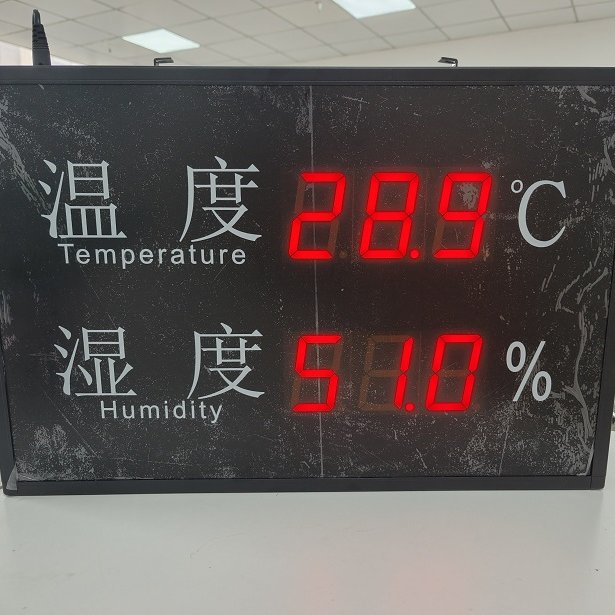 温度 28.9 ℃
Temperature
湿度 51.0 %
Humidity